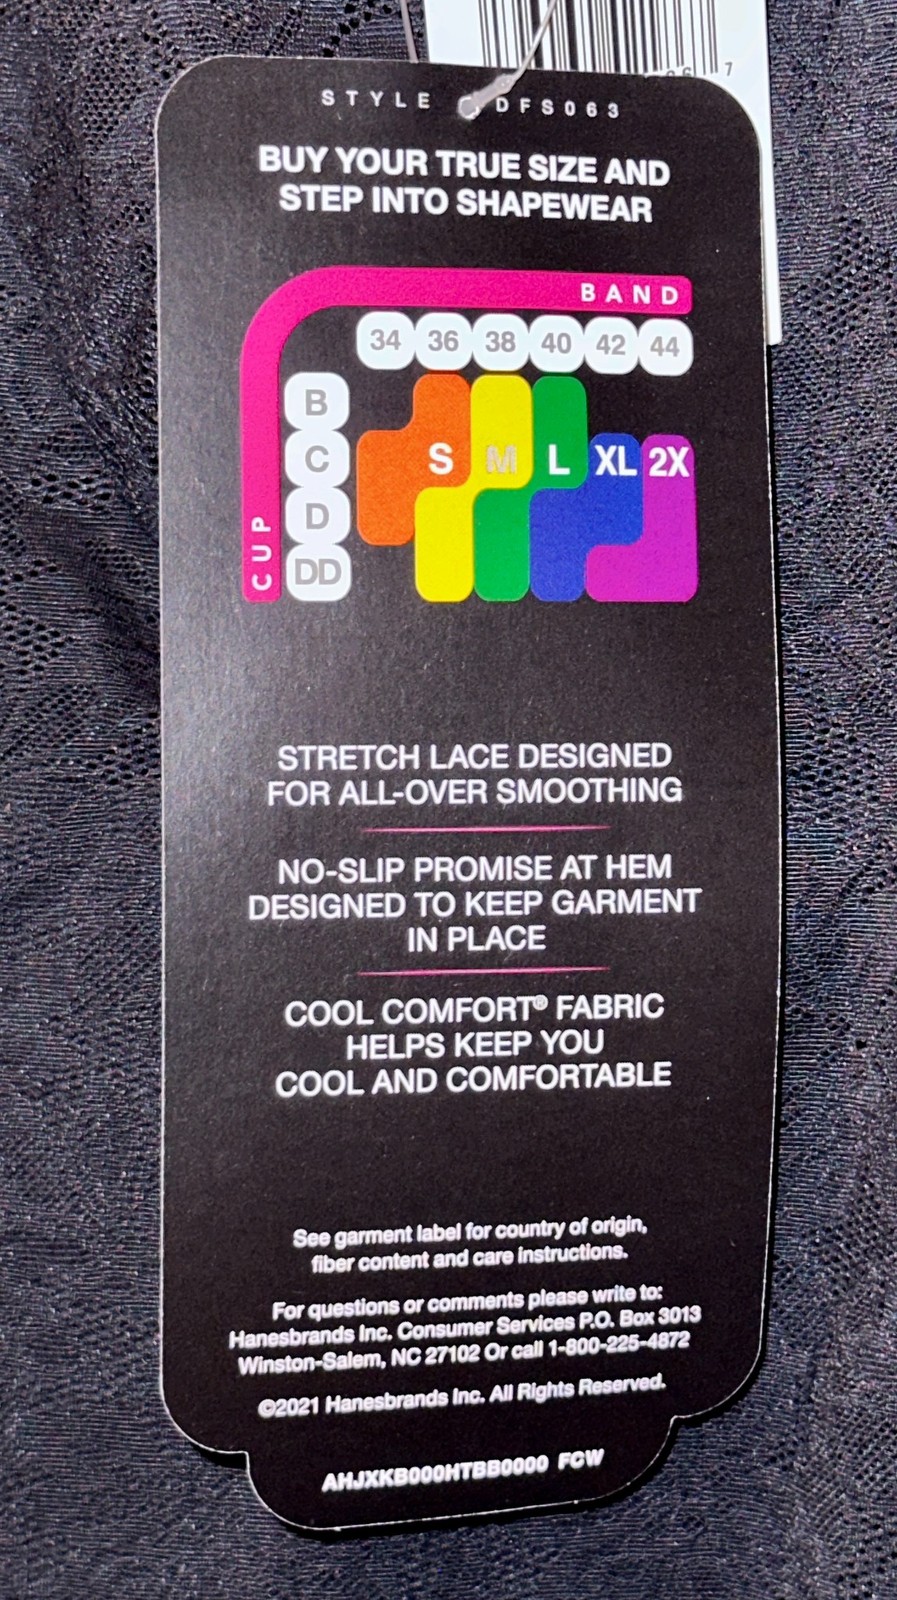 7
STYLE DFS063
BUY YOUR TRUE SIZE AND
STEP INTO SHAPEWEAR
BAND
34 36 38 40 42 44
B
C S M L XL 2X
D
DD
CUP
STRETCH LACE DESIGNED
FOR ALL-OVER SMOOTHING
NO-SLIP PROMISE AT HEM
DESIGNED TO KEEP GARMENT
IN PLACE
COOL COMFORT® FABRIC
HELPS KEEP YOU
COOL AND COMFORTABLE
See garment label for country of origin,
fiber content and care instructions.
For questions or comments please write to:
Hanesbrands Inc. Consumer Services P.O. Box 3013
Winston-Salem, NC 27102 Or call 1-800-225-4872
©2021 Hanesbrands Inc. All Rights Reserved.
AHJXKB000HTBB0000 FCW